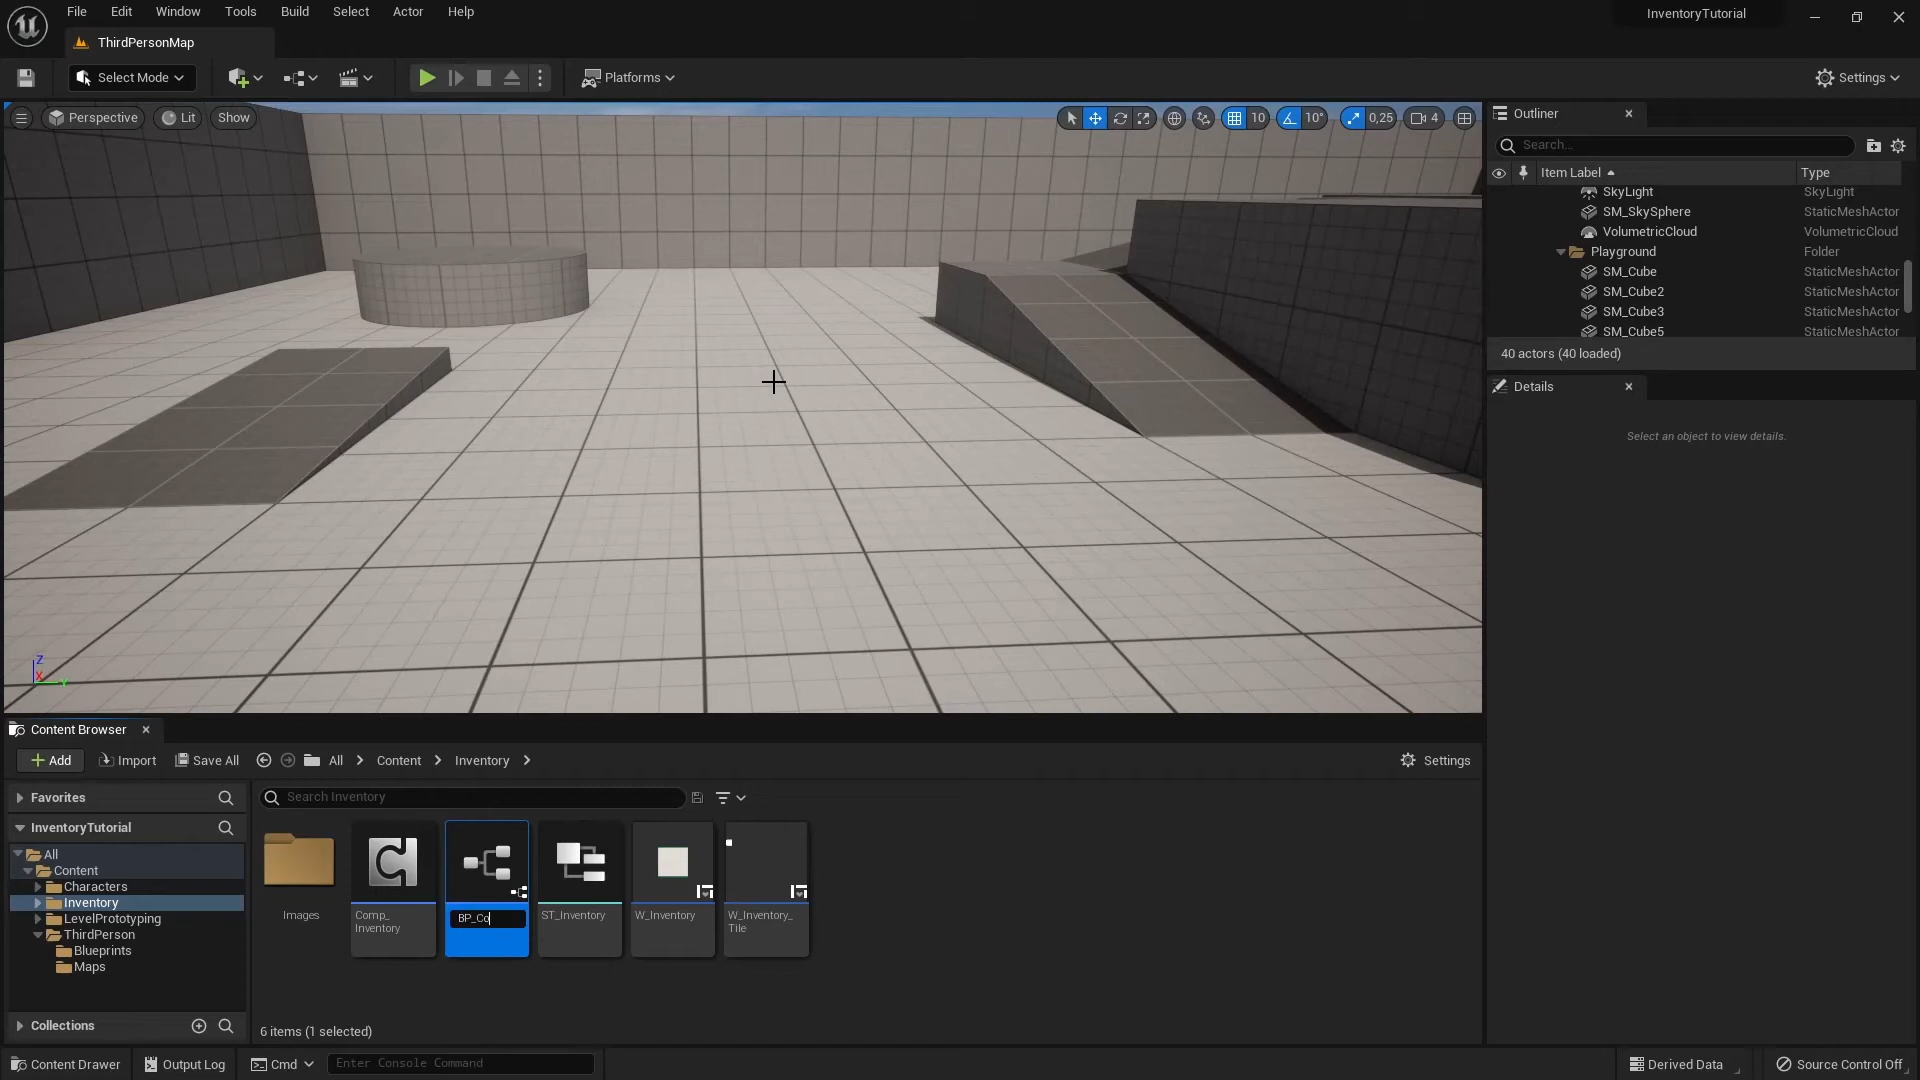 File Edit Window Tools Build Select Actor Help
InventoryTutorial
ThirdPersonMap
Select Mode
Platforms
Settings
Perspective Lit Show
10 10° 0,25 4
Z
X
Y
Outliner
Search...
Item Label Type
SkyLight SkyLight
SM_SkySphere StaticMeshActor
VolumetricCloud VolumetricCloud
Playground Folder
SM_Cube StaticMeshActor
SM_Cube2 StaticMeshActor
SM_Cube3 StaticMeshActor
SM_Cube5 StaticMeshActor
40 actors (40 loaded)
Details
Select an object to view details.
Content Browser
Add Import Save All All Content Inventory Settings
Favorites
InventoryTutorial
All
Content
Characters
Inventory
LevelPrototyping
ThirdPerson
Blueprints
Maps
Collections
Search Inventory
Images
Comp_
Inventory
BP_Co
ST_Inventory
W_Inventory
W_Inventory_
Tile
6 items (1 selected)
Content Drawer Output Log Cmd Enter Console Command Derived Data Source Control Off